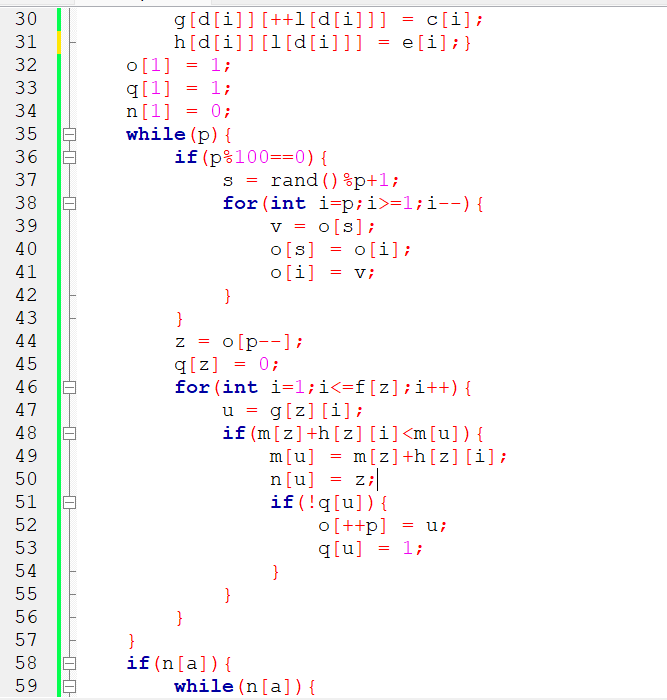 30 g[d[i]][++l[d[i]]] = c[i];
31 h[d[i]][l[d[i]]] = e[i];}
32 o[1] = 1;
33 q[1] = 1;
34 n[1] = 0;
35 while(p){
36 if(p%100==0){
37 s = rand()%p+1;
38 for(int i=p;i>=1;i--){
39 v = o[s];
40 o[s] = o[i];
41 o[i] = v;
42 }
43 }
44 z = o[p--];
45 q[z] = 0;
46 for(int i=1;i<=f[z];i++){
47 u = g[z][i];
48 if(m[z]+h[z][i]<m[u]){
49 m[u] = m[z]+h[z][i];
50 n[u] = z;
51 if(!q[u]){
52 o[++p] = u;
53 q[u] = 1;
54 }
55 }
56 }
57 }
58 if(n[a]){
59 while(n[a]){